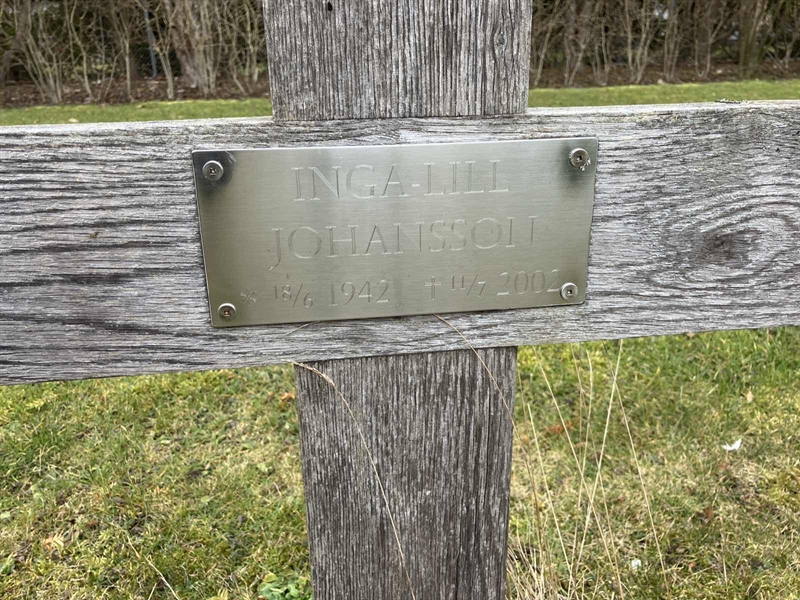 INGA-LILL
JOHANSSON
* 18/6 1942 † 11/7 2002